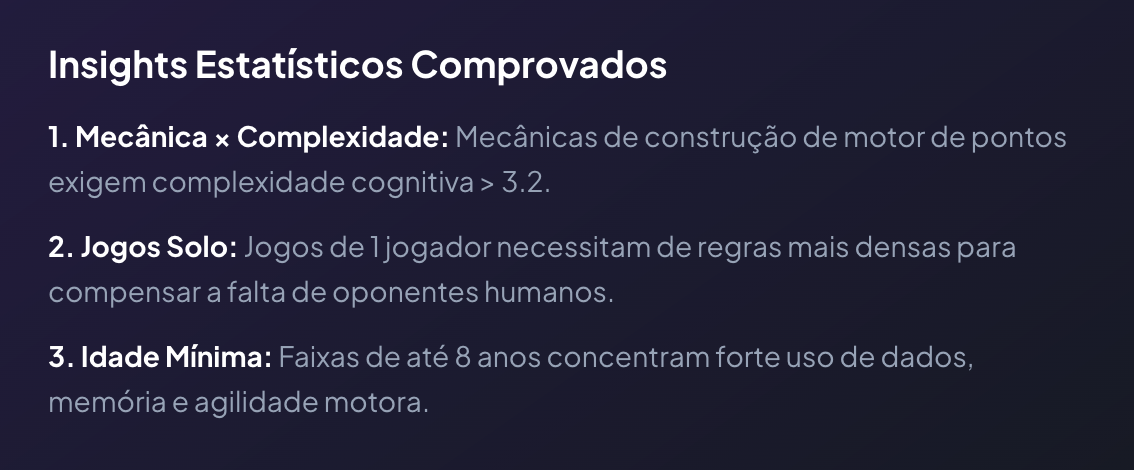 Insights Estatísticos Comprovados
1. Mecânica × Complexidade: Mecânicas de construção de motor de pontos
exigem complexidade cognitiva > 3.2.
2. Jogos Solo: Jogos de 1 jogador necessitam de regras mais densas para
compensar a falta de oponentes humanos.
3. Idade Mínima: Faixas de até 8 anos concentram forte uso de dados,
memória e agilidade motora.